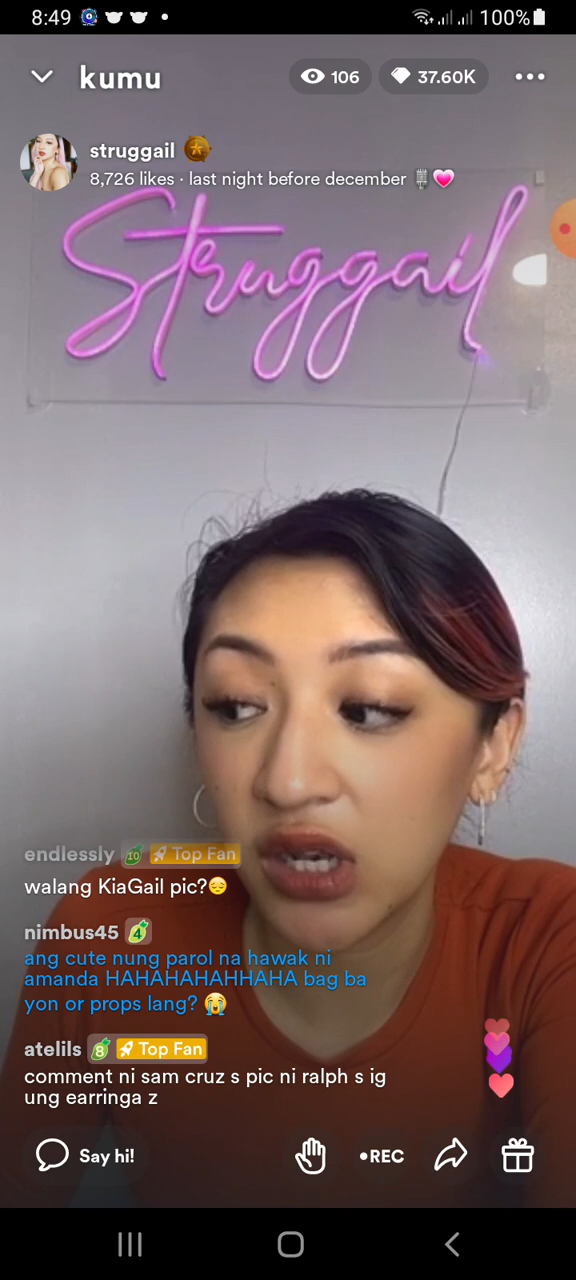 8:49
100%
kumu
106
37.60K
struggail
8,726 likes · last night before december 🎚️💗
Struggail
endlessly 10 🚀 Top Fan
walang KiaGail pic?😔
nimbus45 4
ang cute nung parol na hawak ni
amanda HAHAHAHAHHAHA bag ba
yon or props lang? 😭
atelils 8 🚀 Top Fan
comment ni sam cruz s pic ni ralph s ig
ung earringa z
Say hi!
•REC